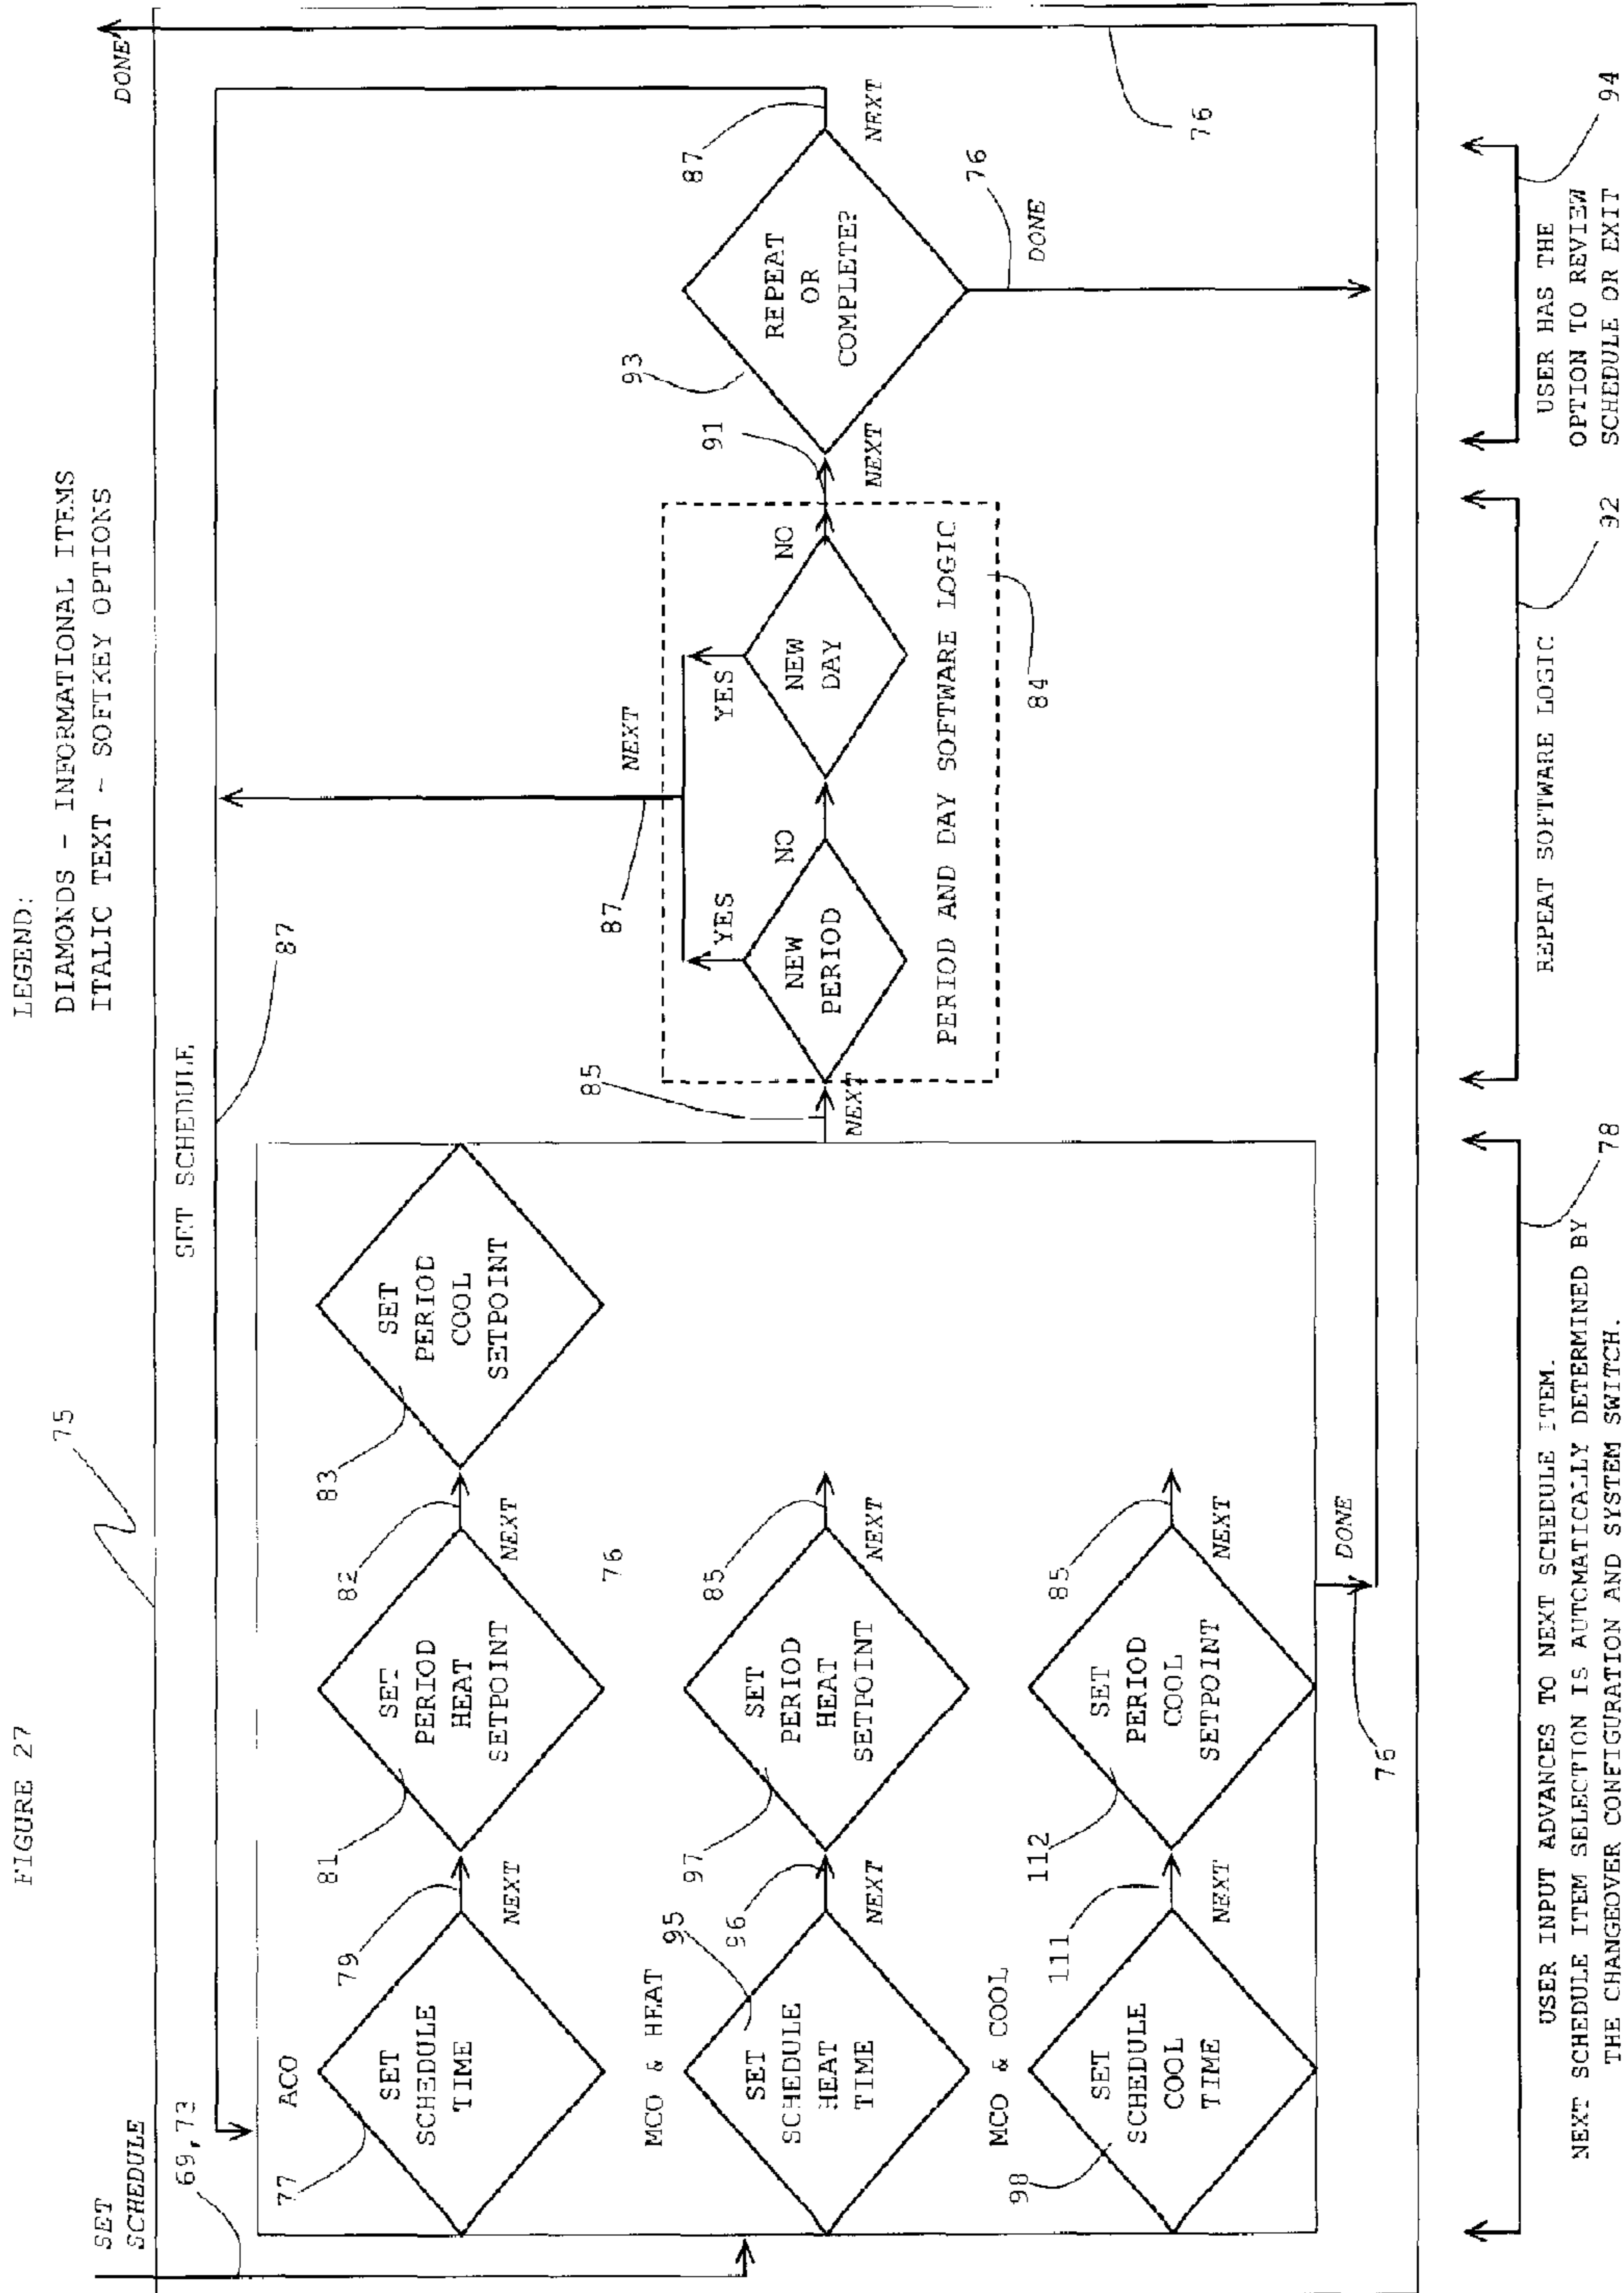 FIGURE 27
LEGEND:
DIAMONDS - INFORMATIONAL ITEMS
ITALIC TEXT - SOFTKEY OPTIONS
75
SET
SCHEDULE
69,73
SET SCHEDULE
87
DONE
ACO
77
SET
SCHEDULE
TIME
79
NEXT
81
SET
PERIOD
HEAT
SETPOINT
82
NEXT
83
SET
PERIOD
COOL
SETPOINT
76
MCO & HEAT
95
SET
SCHEDULE
HEAT
TIME
96
NEXT
97
SET
PERIOD
HEAT
SETPOINT
85
NEXT
MCO & COOL
98
SET
SCHEDULE
COOL
TIME
111
NEXT
112
SET
PERIOD
COOL
SETPOINT
85
NEXT
76
DONE
85
NEXT
87
NEXT
YES
NEW
PERIOD
NO
YES
NEW
DAY
NO
PERIOD AND DAY SOFTWARE LOGIC
84
91
NEXT
93
REPEAT
OR
COMPLETE?
87
NEXT
76
DONE
76
78
USER INPUT ADVANCES TO NEXT SCHEDULE ITEM.
NEXT SCHEDULE ITEM SELECTION IS AUTOMATICALLY DETERMINED BY
THE CHANGEOVER CONFIGURATION AND SYSTEM SWITCH.
REPEAT SOFTWARE LOGIC
92
USER HAS THE
OPTION TO REVIEW
SCHEDULE OR EXIT
94